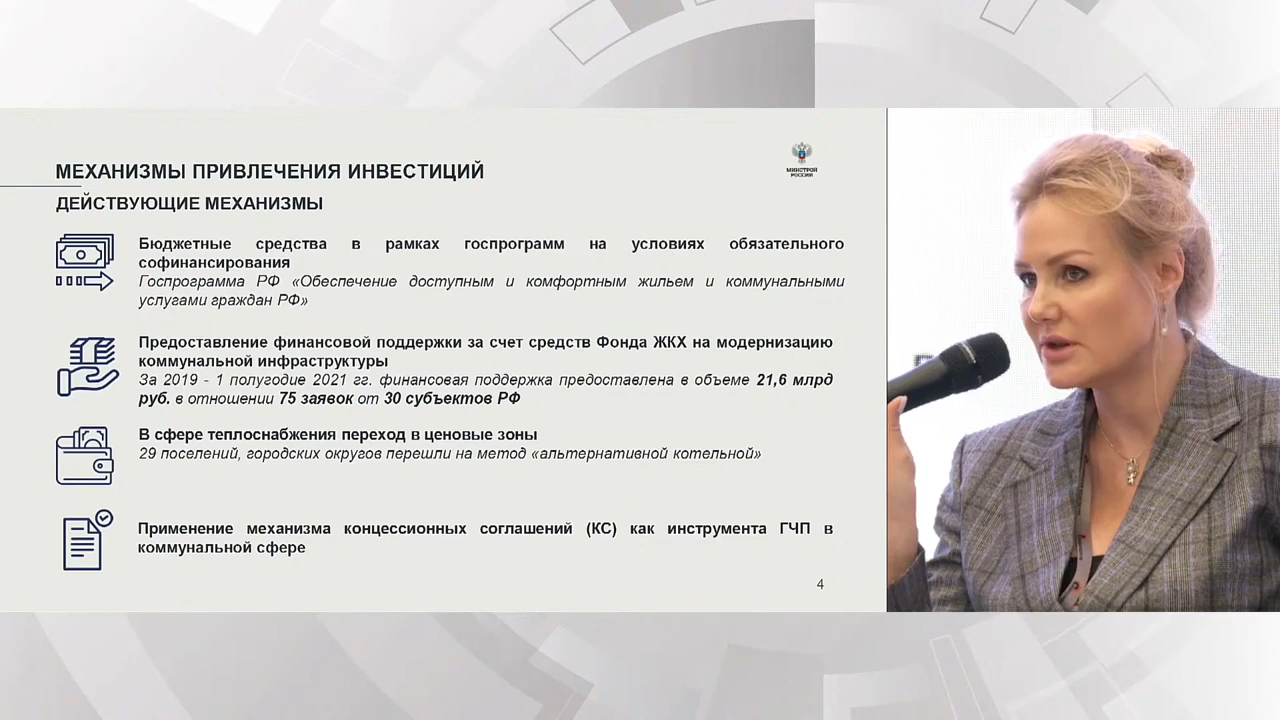 МЕХАНИЗМЫ ПРИВЛЕЧЕНИЯ ИНВЕСТИЦИЙ
МИНСТРОЙ
РОССИИ
ДЕЙСТВУЮЩИЕ МЕХАНИЗМЫ
Бюджетные средства в рамках госпрограмм на условиях обязательного
софинансирования
Госпрограмма РФ «Обеспечение доступным и комфортным жильем и коммунальными
услугами граждан РФ»
Предоставление финансовой поддержки за счет средств Фонда ЖКХ на модернизацию
коммунальной инфраструктуры
За 2019 - 1 полугодие 2021 гг. финансовая поддержка предоставлена в объеме 21,6 млрд
руб. в отношении 75 заявок от 30 субъектов РФ
В сфере теплоснабжения переход в ценовые зоны
29 поселений, городских округов перешли на метод «альтернативной котельной»
Применение механизма концессионных соглашений (КС) как инструмента ГЧП в
коммунальной сфере
4